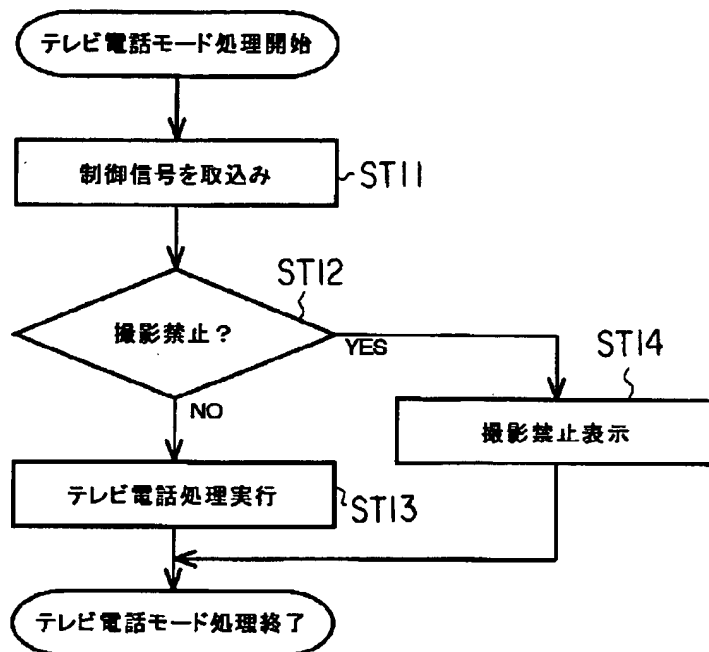 テレビ電話モード処理開始
制御信号を取込み
ST11
ST12
撮影禁止?
YES
ST14
NO
撮影禁止表示
テレビ電話処理実行
ST13
テレビ電話モード処理終了